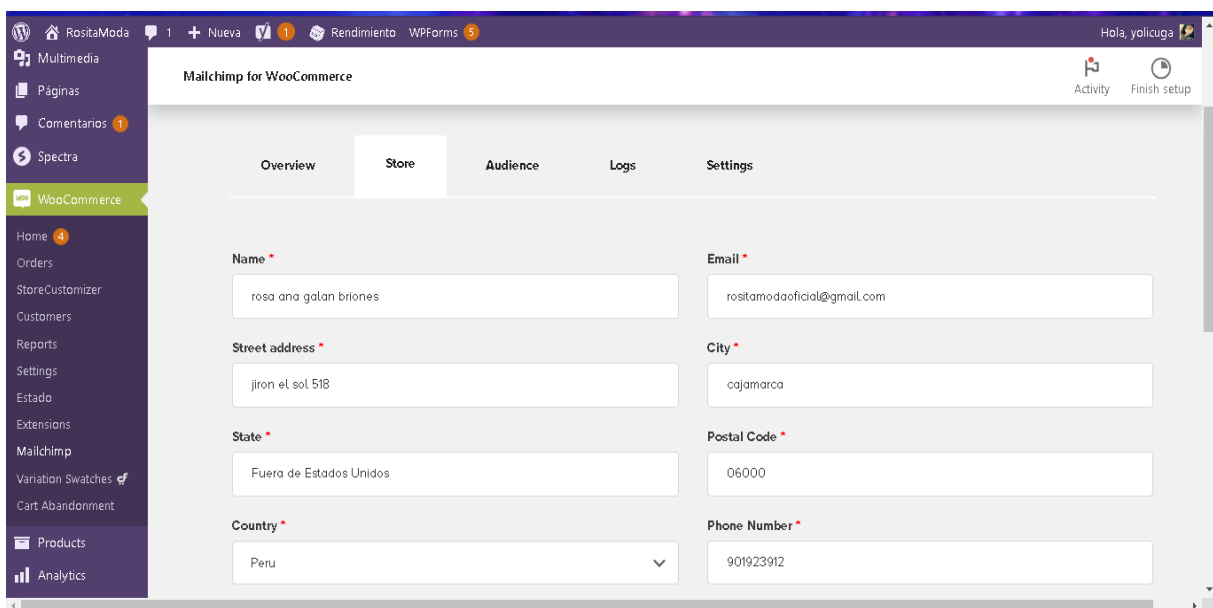 RositaModa 1 + Nueva 1 Rendimiento WPForms 5 Hola, yolicuga
Multimedia
Páginas
Comentarios 1
Spectra
woo WooCommerce
Home 4
Orders
StoreCustomizer
Customers
Reports
Settings
Estado
Extensions
Mailchimp
Variation Swatches cf
Cart Abandonment
Products
Analytics
Mailchimp for WooCommerce
Activity Finish setup
Overview Store Audience Logs Settings
Name * Email *
rosa ana galan briones rositamodaoficial@gmail.com
Street address * City *
jiron el sol 518 cajamarca
State * Postal Code *
Fuera de Estados Unidos 06000
Country * Phone Number *
Peru 901923912